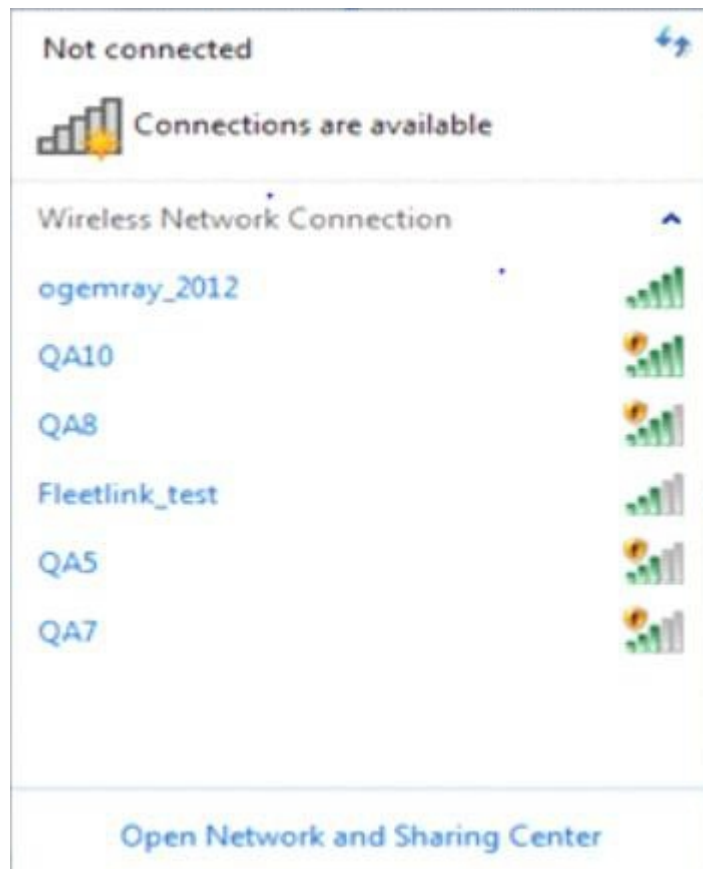 Not connected
Connections are available
Wireless Network Connection
ogemray_2012
QA10
QA8
Fleetlink_test
QA5
QA7
Open Network and Sharing Center